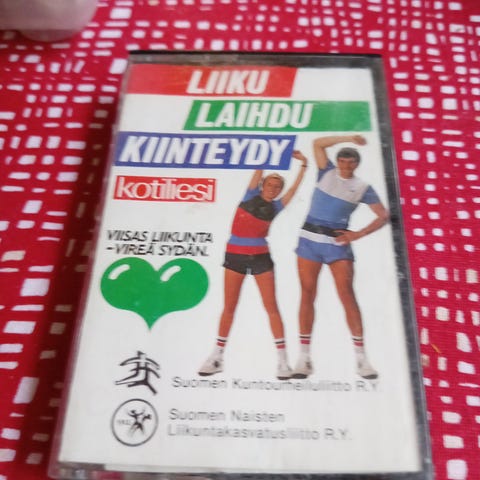 LIIKU
LAIHDU
KIINTEYDY
kotiliesi
VIISAS LIIKUNTA
-VIREÄ SYDÄN.
Suomen Kuntourheiluliitto R.Y.
Suomen Naisten
Liikuntakasvatusliitto R.Y.